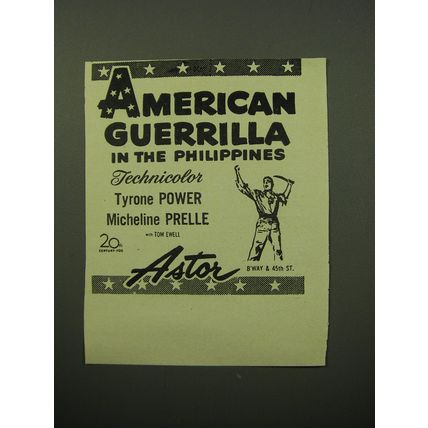 AMERICAN
GUERRILLA
IN THE PHILIPPINES
Technicolor
Tyrone POWER
Micheline PRELLE
with TOM EWELL
20th
CENTURY-FOX
Astor
B'WAY & 45th ST.